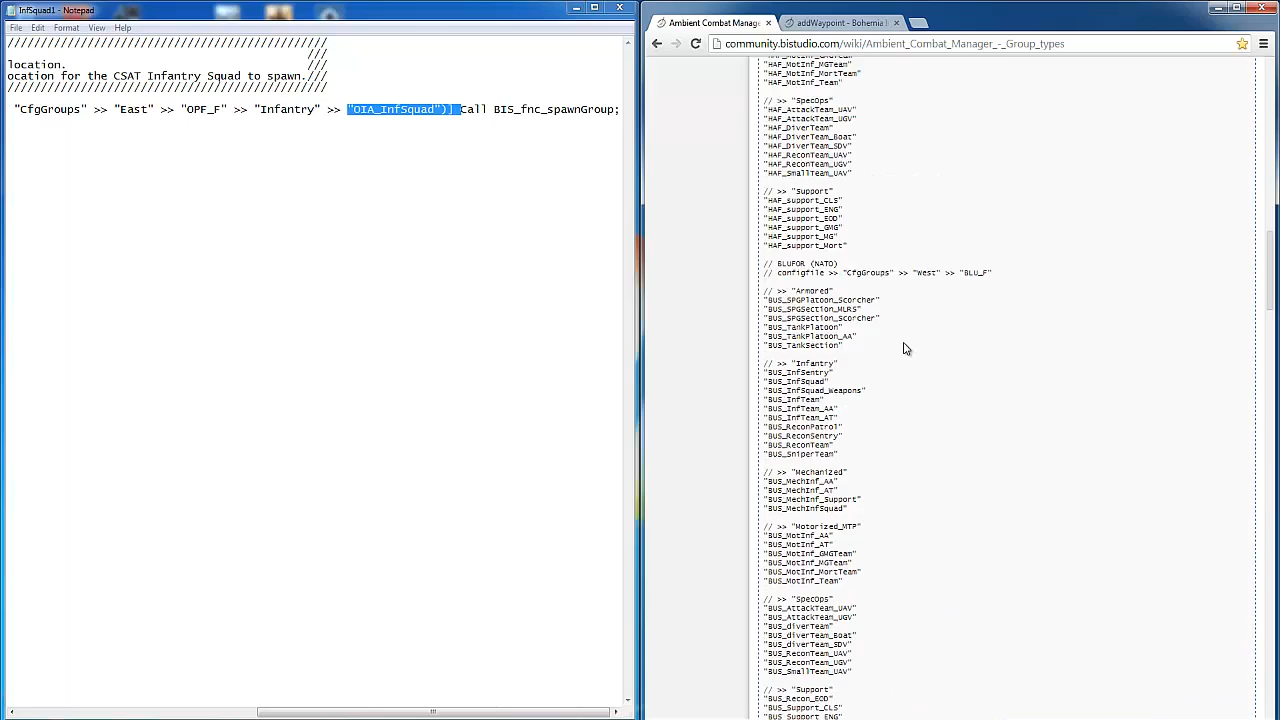 InfSquad1 - Notepad
File Edit Format View Help
////////////////////////////////////////////////
///
location. ///
ocation for the CSAT Infantry Squad to spawn.///
////////////////////////////////////////////////
"CfgGroups" >> "East" >> "OPF_F" >> "Infantry" >> "OIA_InfSquad")] Call BIS_fnc_spawnGroup;
Ambient Combat Manage
addWaypoint - Bohemia I
community.bistudio.com/wiki/Ambient_Combat_Manager_-_Group_types
"HAF_MotInf_GMGTeam"
"HAF_MotInf_MGTeam"
"HAF_MotInf_MortTeam"
"HAF_MotInf_Team"
// >> "SpecOps"
"HAF_AttackTeam_UAV"
"HAF_AttackTeam_UGV"
"HAF_DiverTeam"
"HAF_DiverTeam_Boat"
"HAF_DiverTeam_SDV"
"HAF_ReconTeam_UAV"
"HAF_ReconTeam_UGV"
"HAF_SmallTeam_UAV"
// >> "Support"
"HAF_support_CLS"
"HAF_support_ENG"
"HAF_support_EOD"
"HAF_support_GMG"
"HAF_support_MG"
"HAF_support_Mort"
// BLUFOR (NATO)
// configfile >> "CfgGroups" >> "West" >> "BLU_F"
// >> "Armored"
"BUS_SPGPlatoon_Scorcher"
"BUS_SPGSection_MLRS"
"BUS_SPGSection_Scorcher"
"BUS_TankPlatoon"
"BUS_TankPlatoon_AA"
"BUS_TankSection"
// >> "Infantry"
"BUS_InfSentry"
"BUS_InfSquad"
"BUS_InfSquad_Weapons"
"BUS_InfTeam"
"BUS_InfTeam_AA"
"BUS_InfTeam_AT"
"BUS_ReconPatrol"
"BUS_ReconSentry"
"BUS_ReconTeam"
"BUS_SniperTeam"
// >> "Mechanized"
"BUS_MechInf_AA"
"BUS_MechInf_AT"
"BUS_MechInf_Support"
"BUS_MechInfSquad"
// >> "Motorized_MTP"
"BUS_MotInf_AA"
"BUS_MotInf_AT"
"BUS_MotInf_GMGTeam"
"BUS_MotInf_MGTeam"
"BUS_MotInf_MortTeam"
"BUS_MotInf_Team"
// >> "SpecOps"
"BUS_AttackTeam_UAV"
"BUS_AttackTeam_UGV"
"BUS_diverTeam"
"BUS_diverTeam_Boat"
"BUS_diverTeam_SDV"
"BUS_ReconTeam_UAV"
"BUS_ReconTeam_UGV"
"BUS_SmallTeam_UAV"
// >> "Support"
"BUS_Recon_EOD"
"BUS_Support_CLS"
"BUS_Support_ENG"